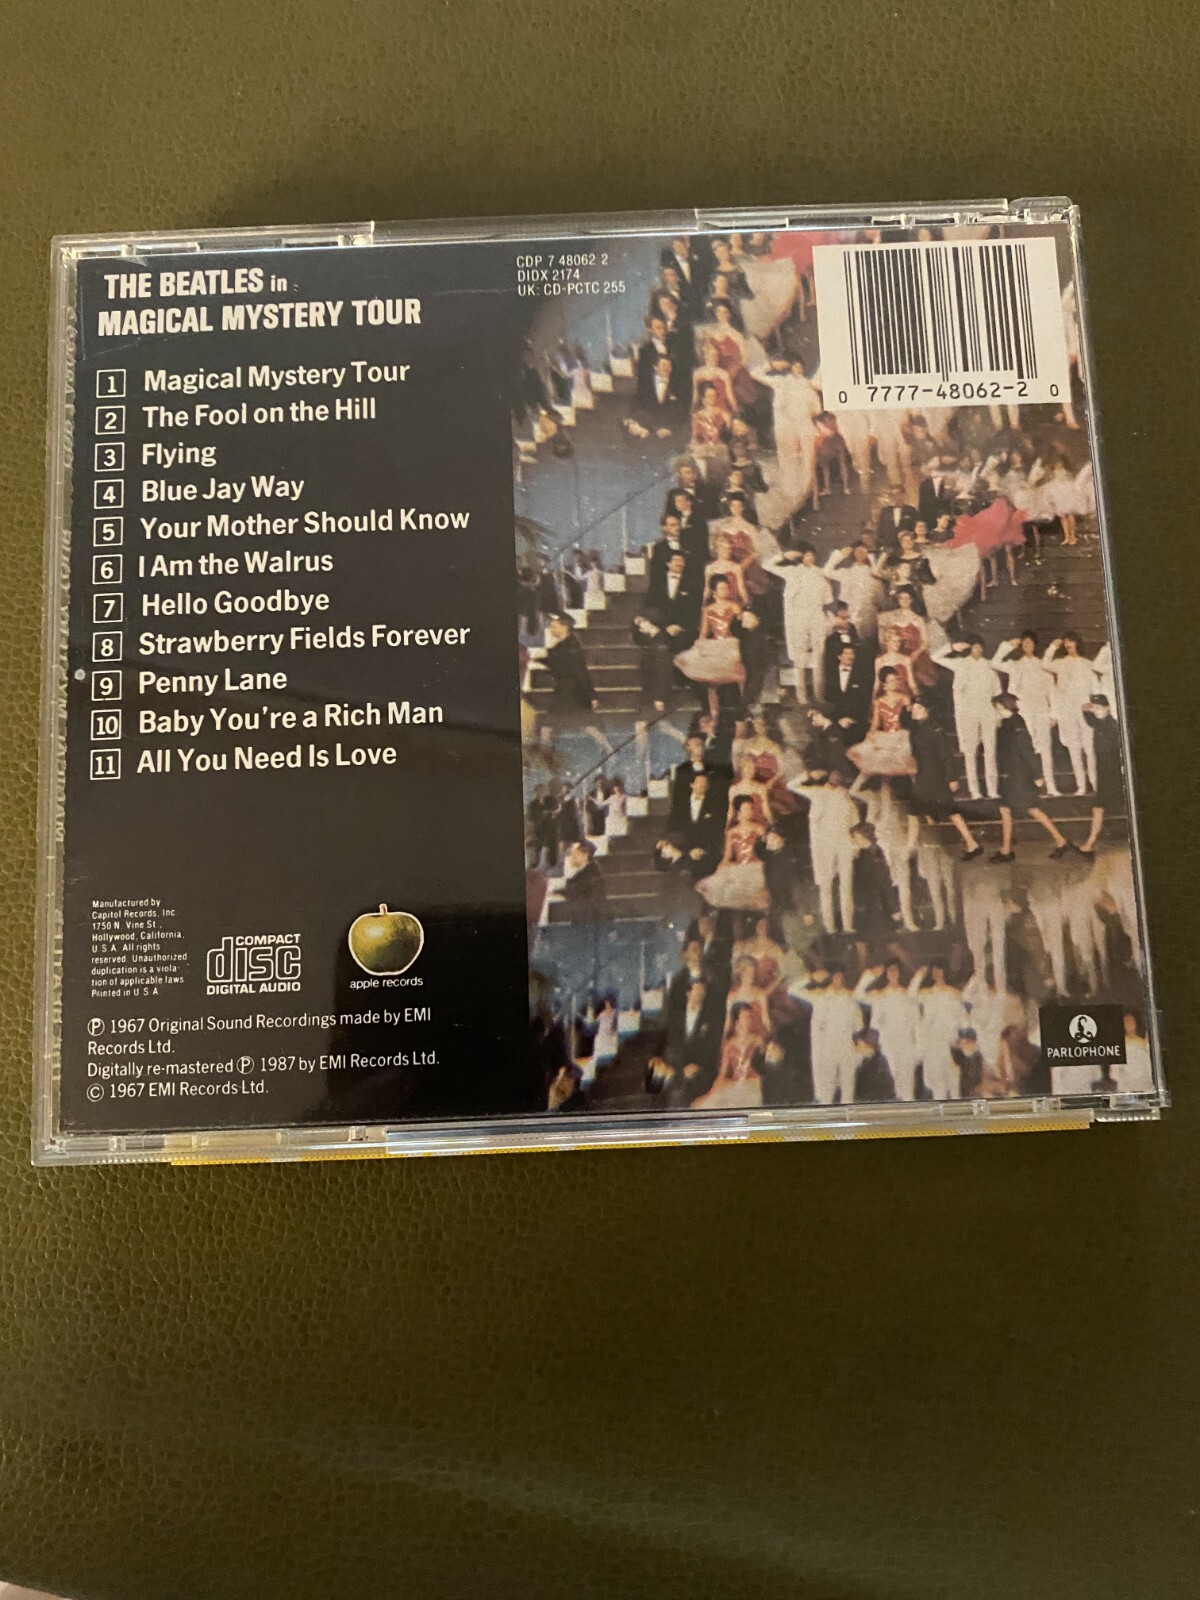 THE BEATLES in
MAGICAL MYSTERY TOUR
1 Magical Mystery Tour
2 The Fool on the Hill
3 Flying
4 Blue Jay Way
5 Your Mother Should Know
6 I Am the Walrus
7 Hello Goodbye
8 Strawberry Fields Forever
9 Penny Lane
10 Baby You're a Rich Man
11 All You Need Is Love
CDP 7 48062 2
DIDX 2174
UK: CD-PCTC 255
0 7777-48062-2 0
Manufactured by
Capitol Records, Inc.
1750 N. Vine St.,
Hollywood, California,
U.S.A. All rights
reserved. Unauthorized
duplication is a viola-
tion of applicable laws
Printed in U.S.A.
COMPACT
disc
DIGITAL AUDIO
apple records
℗ 1967 Original Sound Recordings made by EMI
Records Ltd.
Digitally re-mastered ℗ 1987 by EMI Records Ltd.
© 1967 EMI Records Ltd.
PARLOPHONE